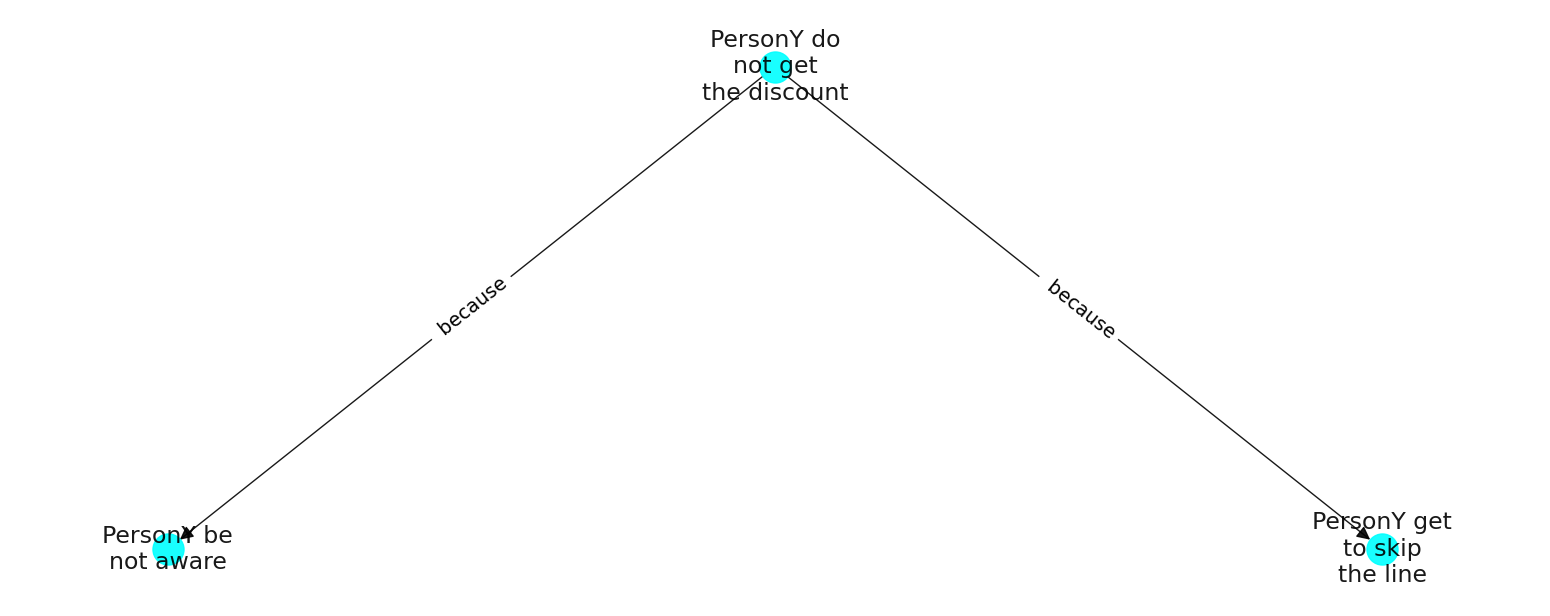 PersonY do
not get
the discount
because
because
PersonY be
not aware
PersonY get
to skip
the line